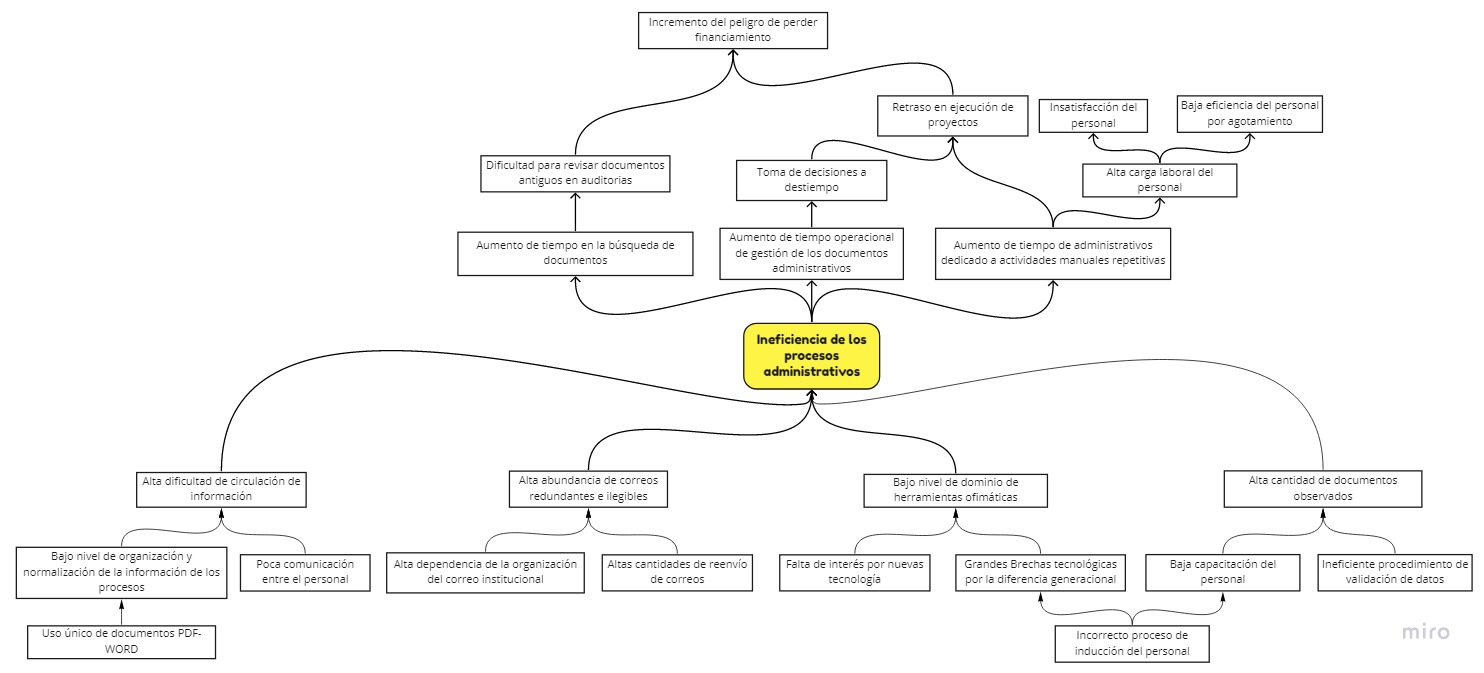 Incremento del peligro de perder
financiamiento
Retraso en ejecución de
proyectos
Insatisfacción del
personal
Baja eficiencia del personal
por agotamiento
Dificultad para revisar documentos
antiguos en auditorias
Toma de decisiones a
destiempo
Alta carga laboral del
personal
Aumento de tiempo en la búsqueda de
documentos
Aumento de tiempo operacional
de gestión de los documentos
administrativos
Aumento de tiempo de administrativos
dedicado a actividades manuales repetitivas
Ineficiencia de los
procesos
administrativos
Alta dificultad de circulación de
información
Alta abundancia de correos
redundantes e ilegibles
Bajo nivel de dominio de
herramientas ofimáticas
Alta cantidad de documentos
observados
Bajo nivel de organización y
normalización de la información de los
procesos
Poca comunicación
entre el personal
Alta dependencia de la organización
del correo institucional
Altas cantidades de reenvío
de correos
Falta de interés por nuevas
tecnología
Grandes Brechas tecnológicas
por la diferencia generacional
Baja capacitación del
personal
Ineficiente procedimiento de
validación de datos
Uso único de documentos PDF-
WORD
Incorrecto proceso de
inducción del personal
miro